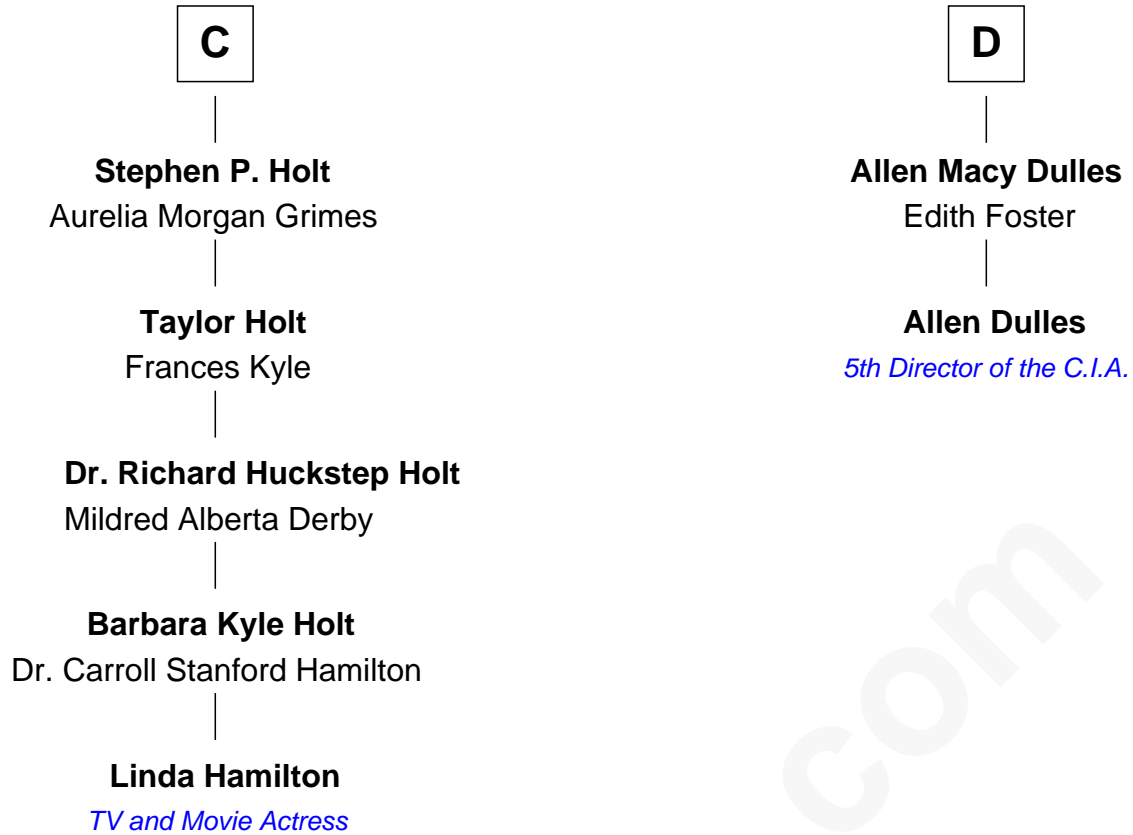 C
Stephen P. Holt
Aurelia Morgan Grimes
Taylor Holt
Frances Kyle
Dr. Richard Huckstep Holt
Mildred Alberta Derby
Barbara Kyle Holt
Dr. Carroll Stanford Hamilton
Linda Hamilton
TV and Movie Actress
D
Allen Macy Dulles
Edith Foster
Allen Dulles
5th Director of the C.I.A.
com